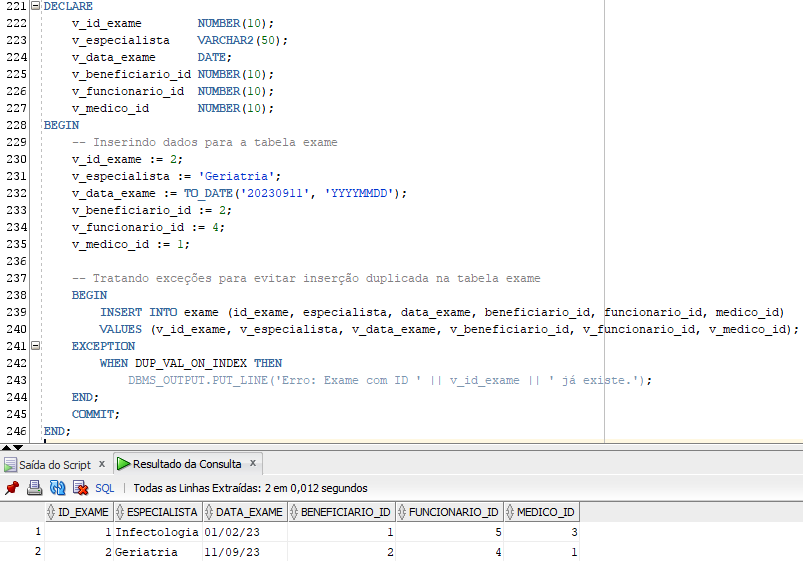 221 DECLARE
222 v_id_exame NUMBER(10);
223 v_especialista VARCHAR2(50);
224 v_data_exame DATE;
225 v_beneficiario_id NUMBER(10);
226 v_funcionario_id NUMBER(10);
227 v_medico_id NUMBER(10);
228 BEGIN
229 -- Inserindo dados para a tabela exame
230 v_id_exame := 2;
231 v_especialista := 'Geriatria';
232 v_data_exame := TO_DATE('20230911', 'YYYYMMDD');
233 v_beneficiario_id := 2;
234 v_funcionario_id := 4;
235 v_medico_id := 1;
236
237 -- Tratando exceções para evitar inserção duplicada na tabela exame
238 BEGIN
239 INSERT INTO exame (id_exame, especialista, data_exame, beneficiario_id, funcionario_id, medico_id)
240 VALUES (v_id_exame, v_especialista, v_data_exame, v_beneficiario_id, v_funcionario_id, v_medico_id);
241 EXCEPTION
242 WHEN DUP_VAL_ON_INDEX THEN
243 DBMS_OUTPUT.PUT_LINE('Erro: Exame com ID ' || v_id_exame || ' já existe.');
244 END;
245 COMMIT;
246 END;
Saída do Script x Resultado da Consulta x
SQL | Todas as Linhas Extraídas: 2 em 0,012 segundos
ID_EXAME ESPECIALISTA DATA_EXAME BENEFICIARIO_ID FUNCIONARIO_ID MEDICO_ID
1 1 Infectologia 01/02/23 1 5 3
2 2 Geriatria 11/09/23 2 4 1